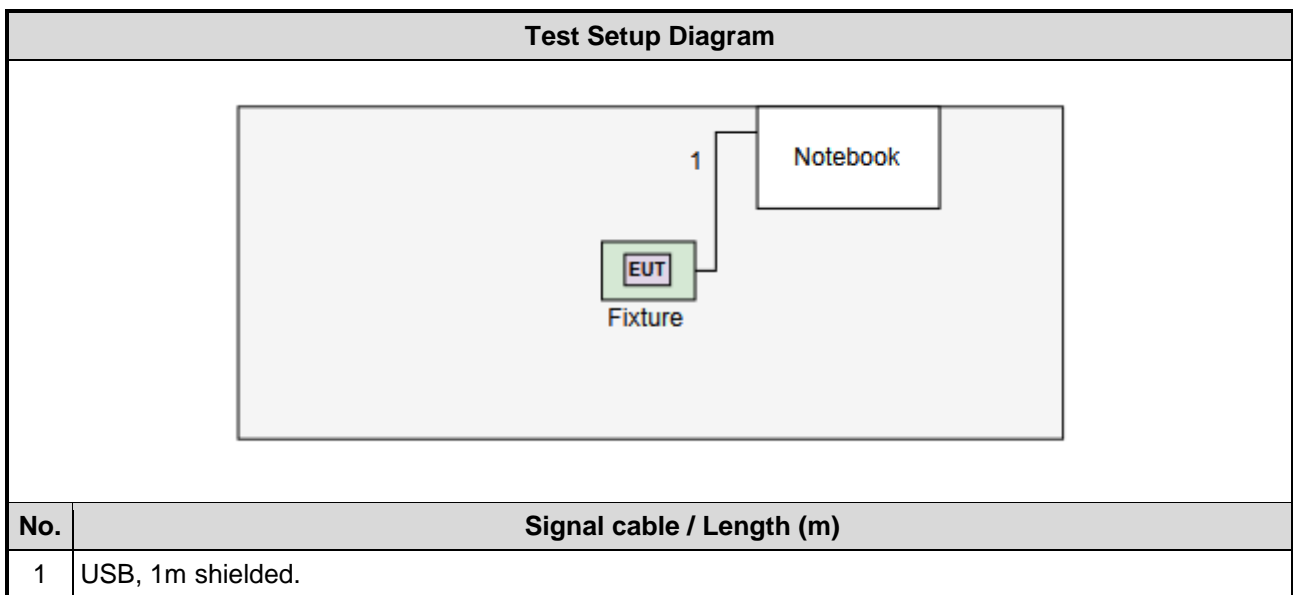 Test Setup Diagram
1
Notebook
EUT
Fixture
No. Signal cable / Length (m)
1 USB, 1m shielded.